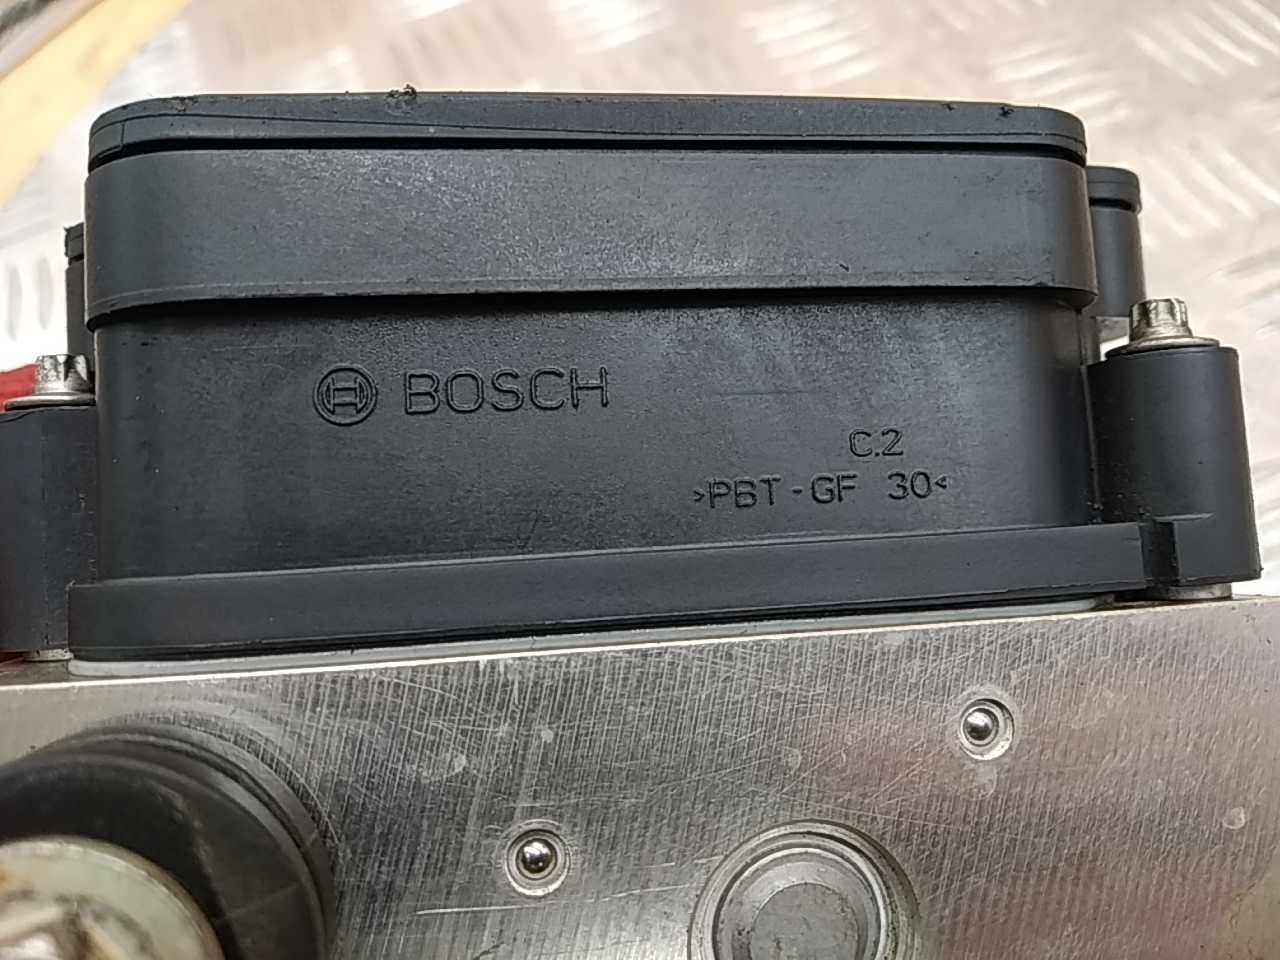 BOSCH
C.2
>PBT-GF 30<